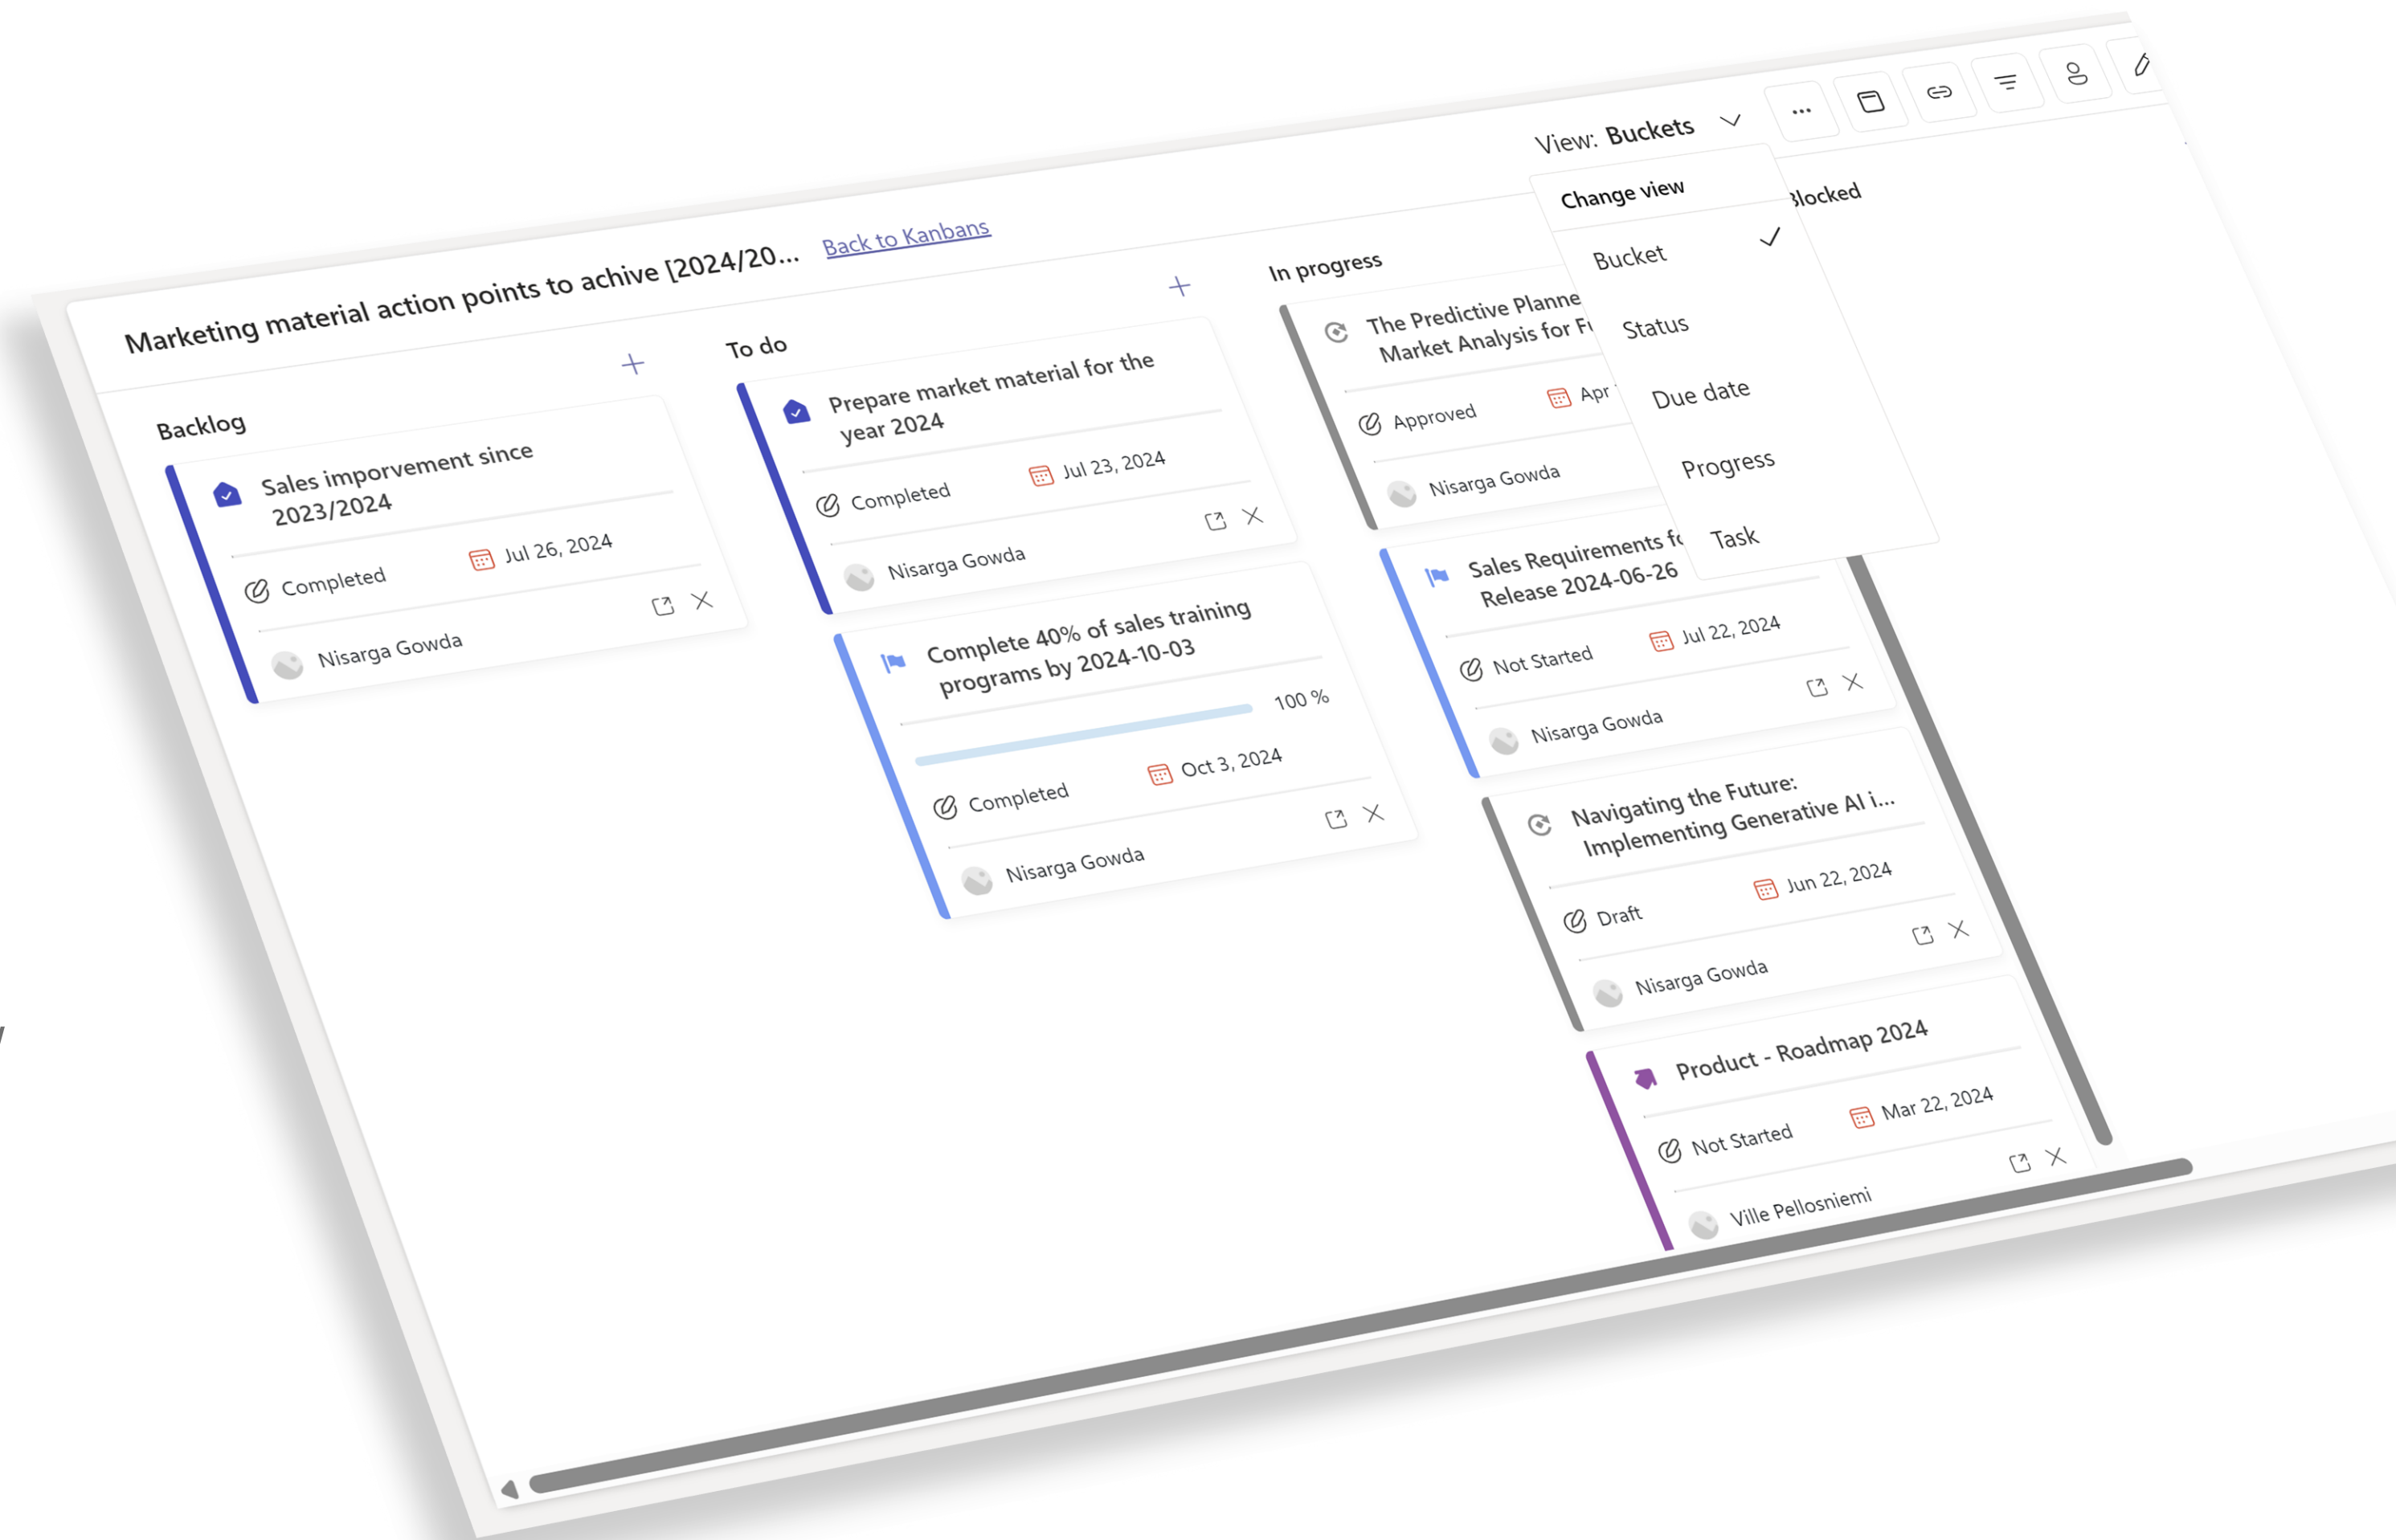 Marketing material action points to achive [2024/20...
Back to Kanbans
View: Buckets
Change view
Bucket
Status
Due date
Progress
Task
Backlog
Sales imporvement since
2023/2024
Completed
Jul 26, 2024
Nisarga Gowda
To do
Prepare market material for the
year 2024
Completed
Jul 23, 2024
Nisarga Gowda
Complete 40% of sales training
programs by 2024-10-03
100 %
Completed
Oct 3, 2024
Nisarga Gowda
In progress
The Predictive
Market Analysis for
Approved
Apr
Nisarga Gowda
Sales Requirements
Release 2024-06-26
Not Started
Jul 22, 2024
Nisarga Gowda
Navigating the Future:
Implementing Generative AI i...
Draft
Jun 22, 2024
Nisarga Gowda
Product - Roadmap 2024
Not Started
Mar 22, 2024
Ville Pellosniemi
Blocked